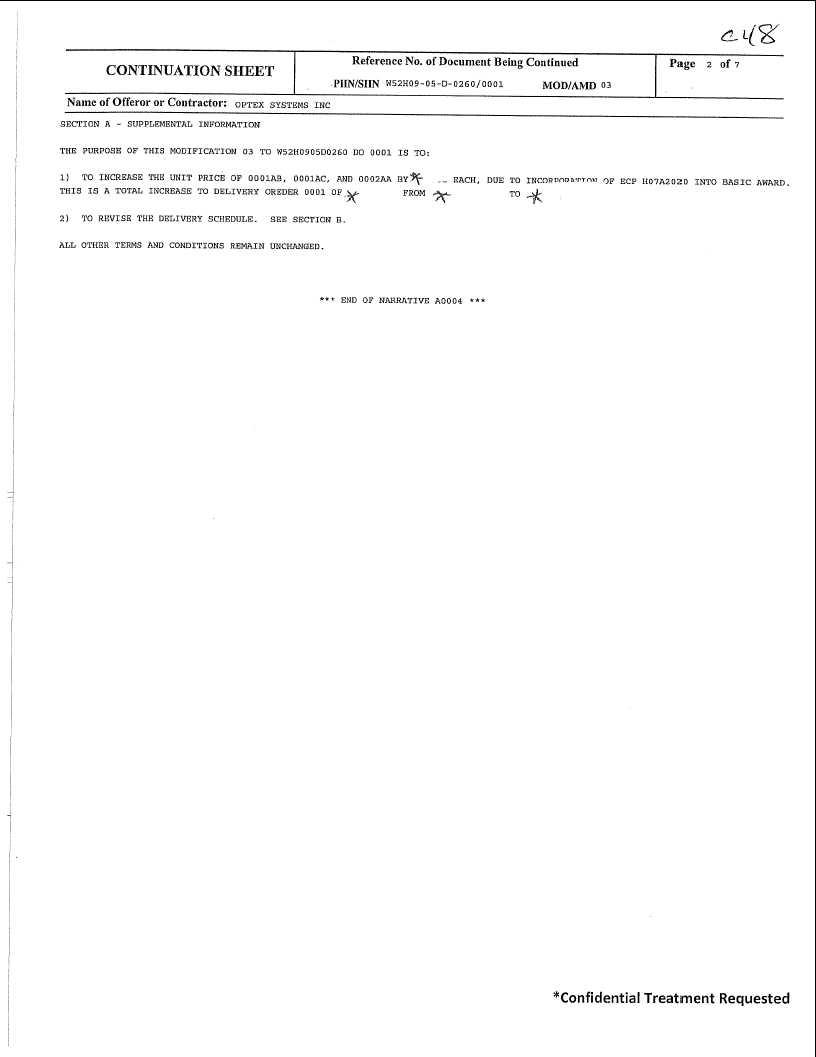 C48
CONTINUATION SHEET
Reference No. of Document Being Continued
PIIN/SIIN W52H09-05-D-0260/0001 MOD/AMD 03
Page 2 of 7
Name of Offeror or Contractor: OPTEX SYSTEMS INC
SECTION A - SUPPLEMENTAL INFORMATION
THE PURPOSE OF THIS MODIFICATION 03 TO W52H0905D0260 DO 0001 IS TO:
1) TO INCREASE THE UNIT PRICE OF 0001AB, 0001AC, AND 0002AA BY * EACH, DUE TO INCORPORATION OF ECP H07A2020 INTO BASIC AWARD.
THIS IS A TOTAL INCREASE TO DELIVERY OREDER 0001 OF * FROM * TO *
2) TO REVISE THE DELIVERY SCHEDULE. SEE SECTION B.
ALL OTHER TERMS AND CONDITIONS REMAIN UNCHANGED.
*** END OF NARRATIVE A0004 ***
*Confidential Treatment Requested